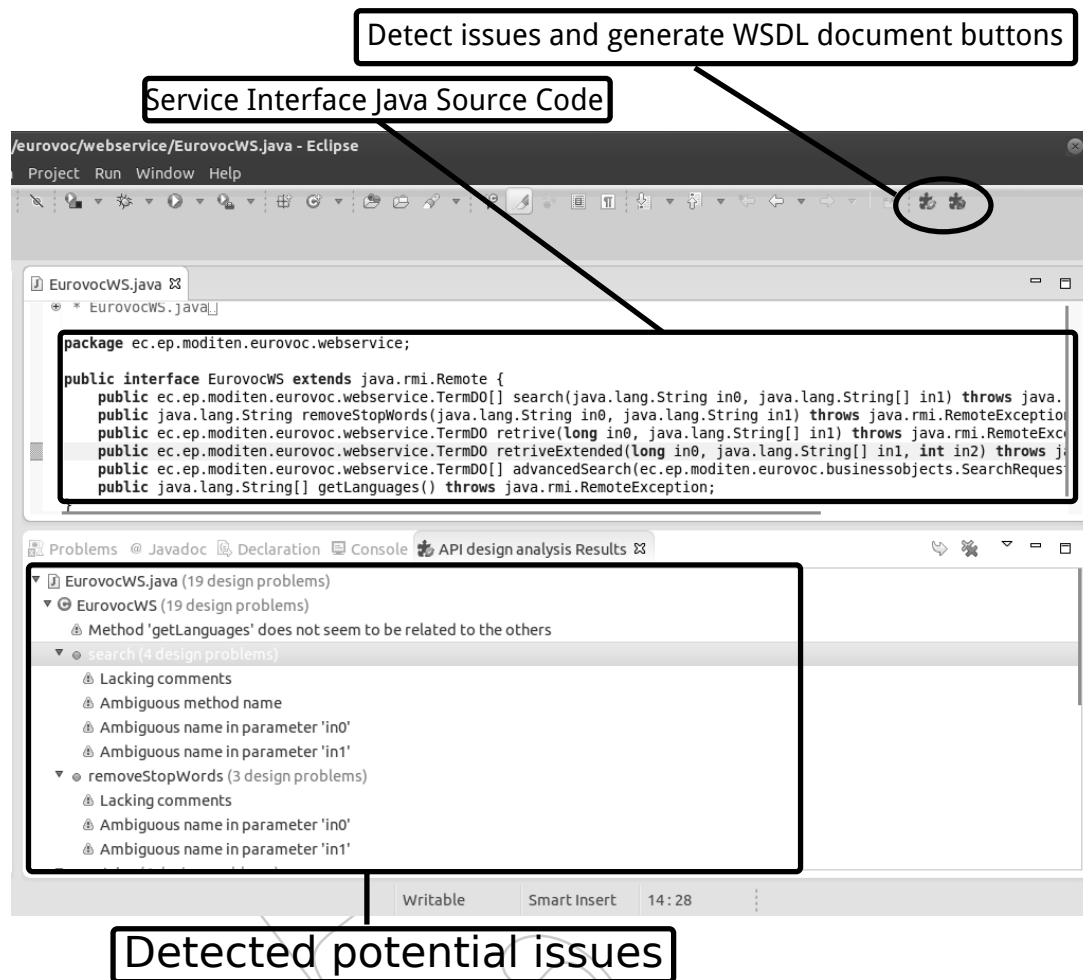 Detect issues and generate WSDL document buttons
Service Interface Java Source Code
/eurovoc/webservice/EurovocWS.java - Eclipse
Project Run Window Help
EurovocWS.java
* EurovocWS.java
package ec.ep.moditen.eurovoc.webservice;
public interface EurovocWS extends java.rmi.Remote {
public ec.ep.moditen.eurovoc.webservice.TermDO[] search(java.lang.String in0, java.lang.String[] in1) throws java.
public java.lang.String removeStopWords(java.lang.String in0, java.lang.String in1) throws java.rmi.RemoteException
public ec.ep.moditen.eurovoc.webservice.TermDO retrive(long in0, java.lang.String[] in1) throws java.rmi.RemoteExc
public ec.ep.moditen.eurovoc.webservice.TermDO retriveExtended(long in0, java.lang.String[] in1, int in2) throws j
public ec.ep.moditen.eurovoc.webservice.TermDO[] advancedSearch(ec.ep.moditen.eurovoc.businessobjects.SearchReques
public java.lang.String[] getLanguages() throws java.rmi.RemoteException;
}
Problems @ Javadoc Declaration Console API design analysis Results
EurovocWS.java (19 design problems)
EurovocWS (19 design problems)
Method 'getLanguages' does not seem to be related to the others
search (4 design problems)
Lacking comments
Ambiguous method name
Ambiguous name in parameter 'in0'
Ambiguous name in parameter 'in1'
removeStopWords (3 design problems)
Lacking comments
Ambiguous name in parameter 'in0'
Ambiguous name in parameter 'in1'
Writable Smart Insert 14:28
Detected potential issues